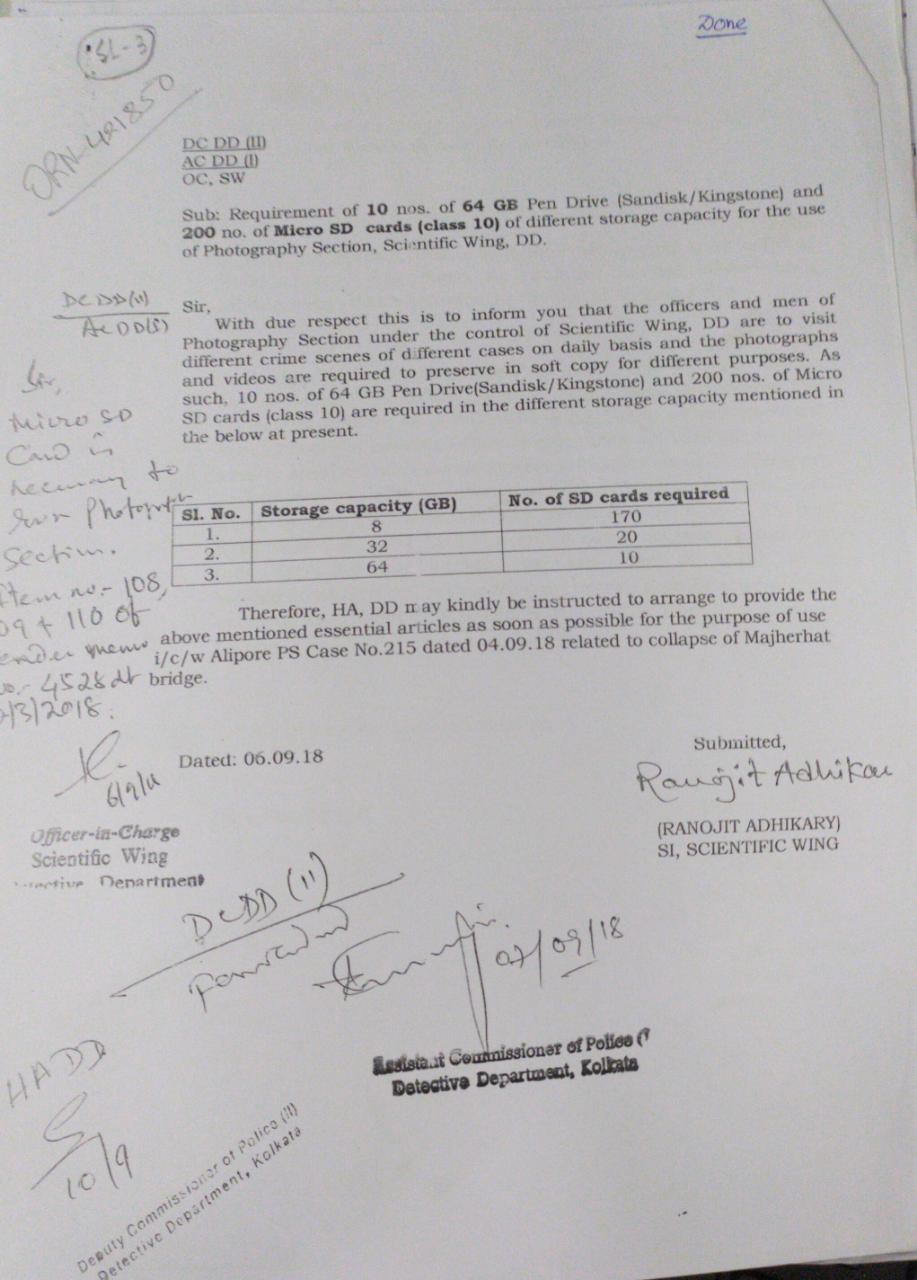 Done
SL-3
ORN-421850
DC DD (II)
AC DD (I)
OC, SW
Sub: Requirement of 10 nos. of 64 GB Pen Drive (Sandisk/Kingstone) and
200 no. of Micro SD cards (class 10) of different storage capacity for the use
of Photography Section, Scientific Wing, DD.
DC DD(II)
AC DD(I)
Sir,
With due respect this is to inform you that the officers and men of
Photography Section under the control of Scientific Wing, DD are to visit
different crime scenes of different cases on daily basis and the photographs
and videos are required to preserve in soft copy for different purposes. As
such, 10 nos. of 64 GB Pen Drive(Sandisk/Kingstone) and 200 nos. of Micro
SD cards (class 10) are required in the different storage capacity mentioned in
the below at present.
Sir,
Micro SD
Card is
to
Section.
Item no.- 108,
109 + 110 of
memo
no.- 4528 dt
/3/2018.
Sl. No. Storage capacity (GB) No. of SD cards required
1. 8 170
2. 32 20
3. 64 10
Therefore, HA, DD may kindly be instructed to arrange to provide the
above mentioned essential articles as soon as possible for the purpose of use
i/c/w Alipore PS Case No.215 dated 04.09.18 related to collapse of Majherhat
bridge.
Dated: 06.09.18
Submitted,
Ranojit Adhikary
(RANOJIT ADHIKARY)
SI, SCIENTIFIC WING
Officer-in-Charge
Scientific Wing
Detective Department
DCDD (II)
Forwarded
07/09/18
Assistant Commissioner of Police (I
Detective Department, Kolkata
HADD
10/9
Deputy Commissioner of Police (II)
Detective Department, Kolkata